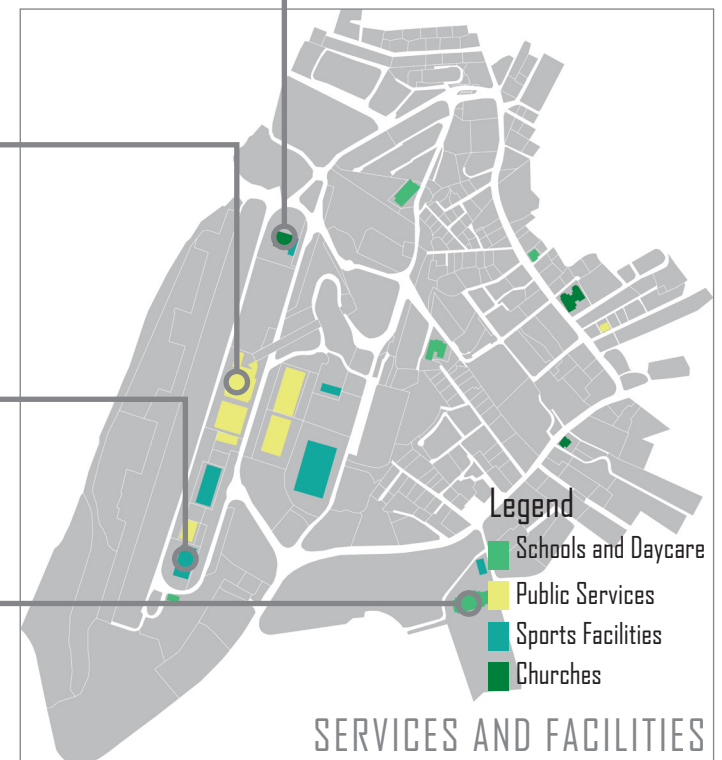 Legend
Schools and Daycare
Public Services
Sports Facilities
Churches
SERVICES AND FACILITIES